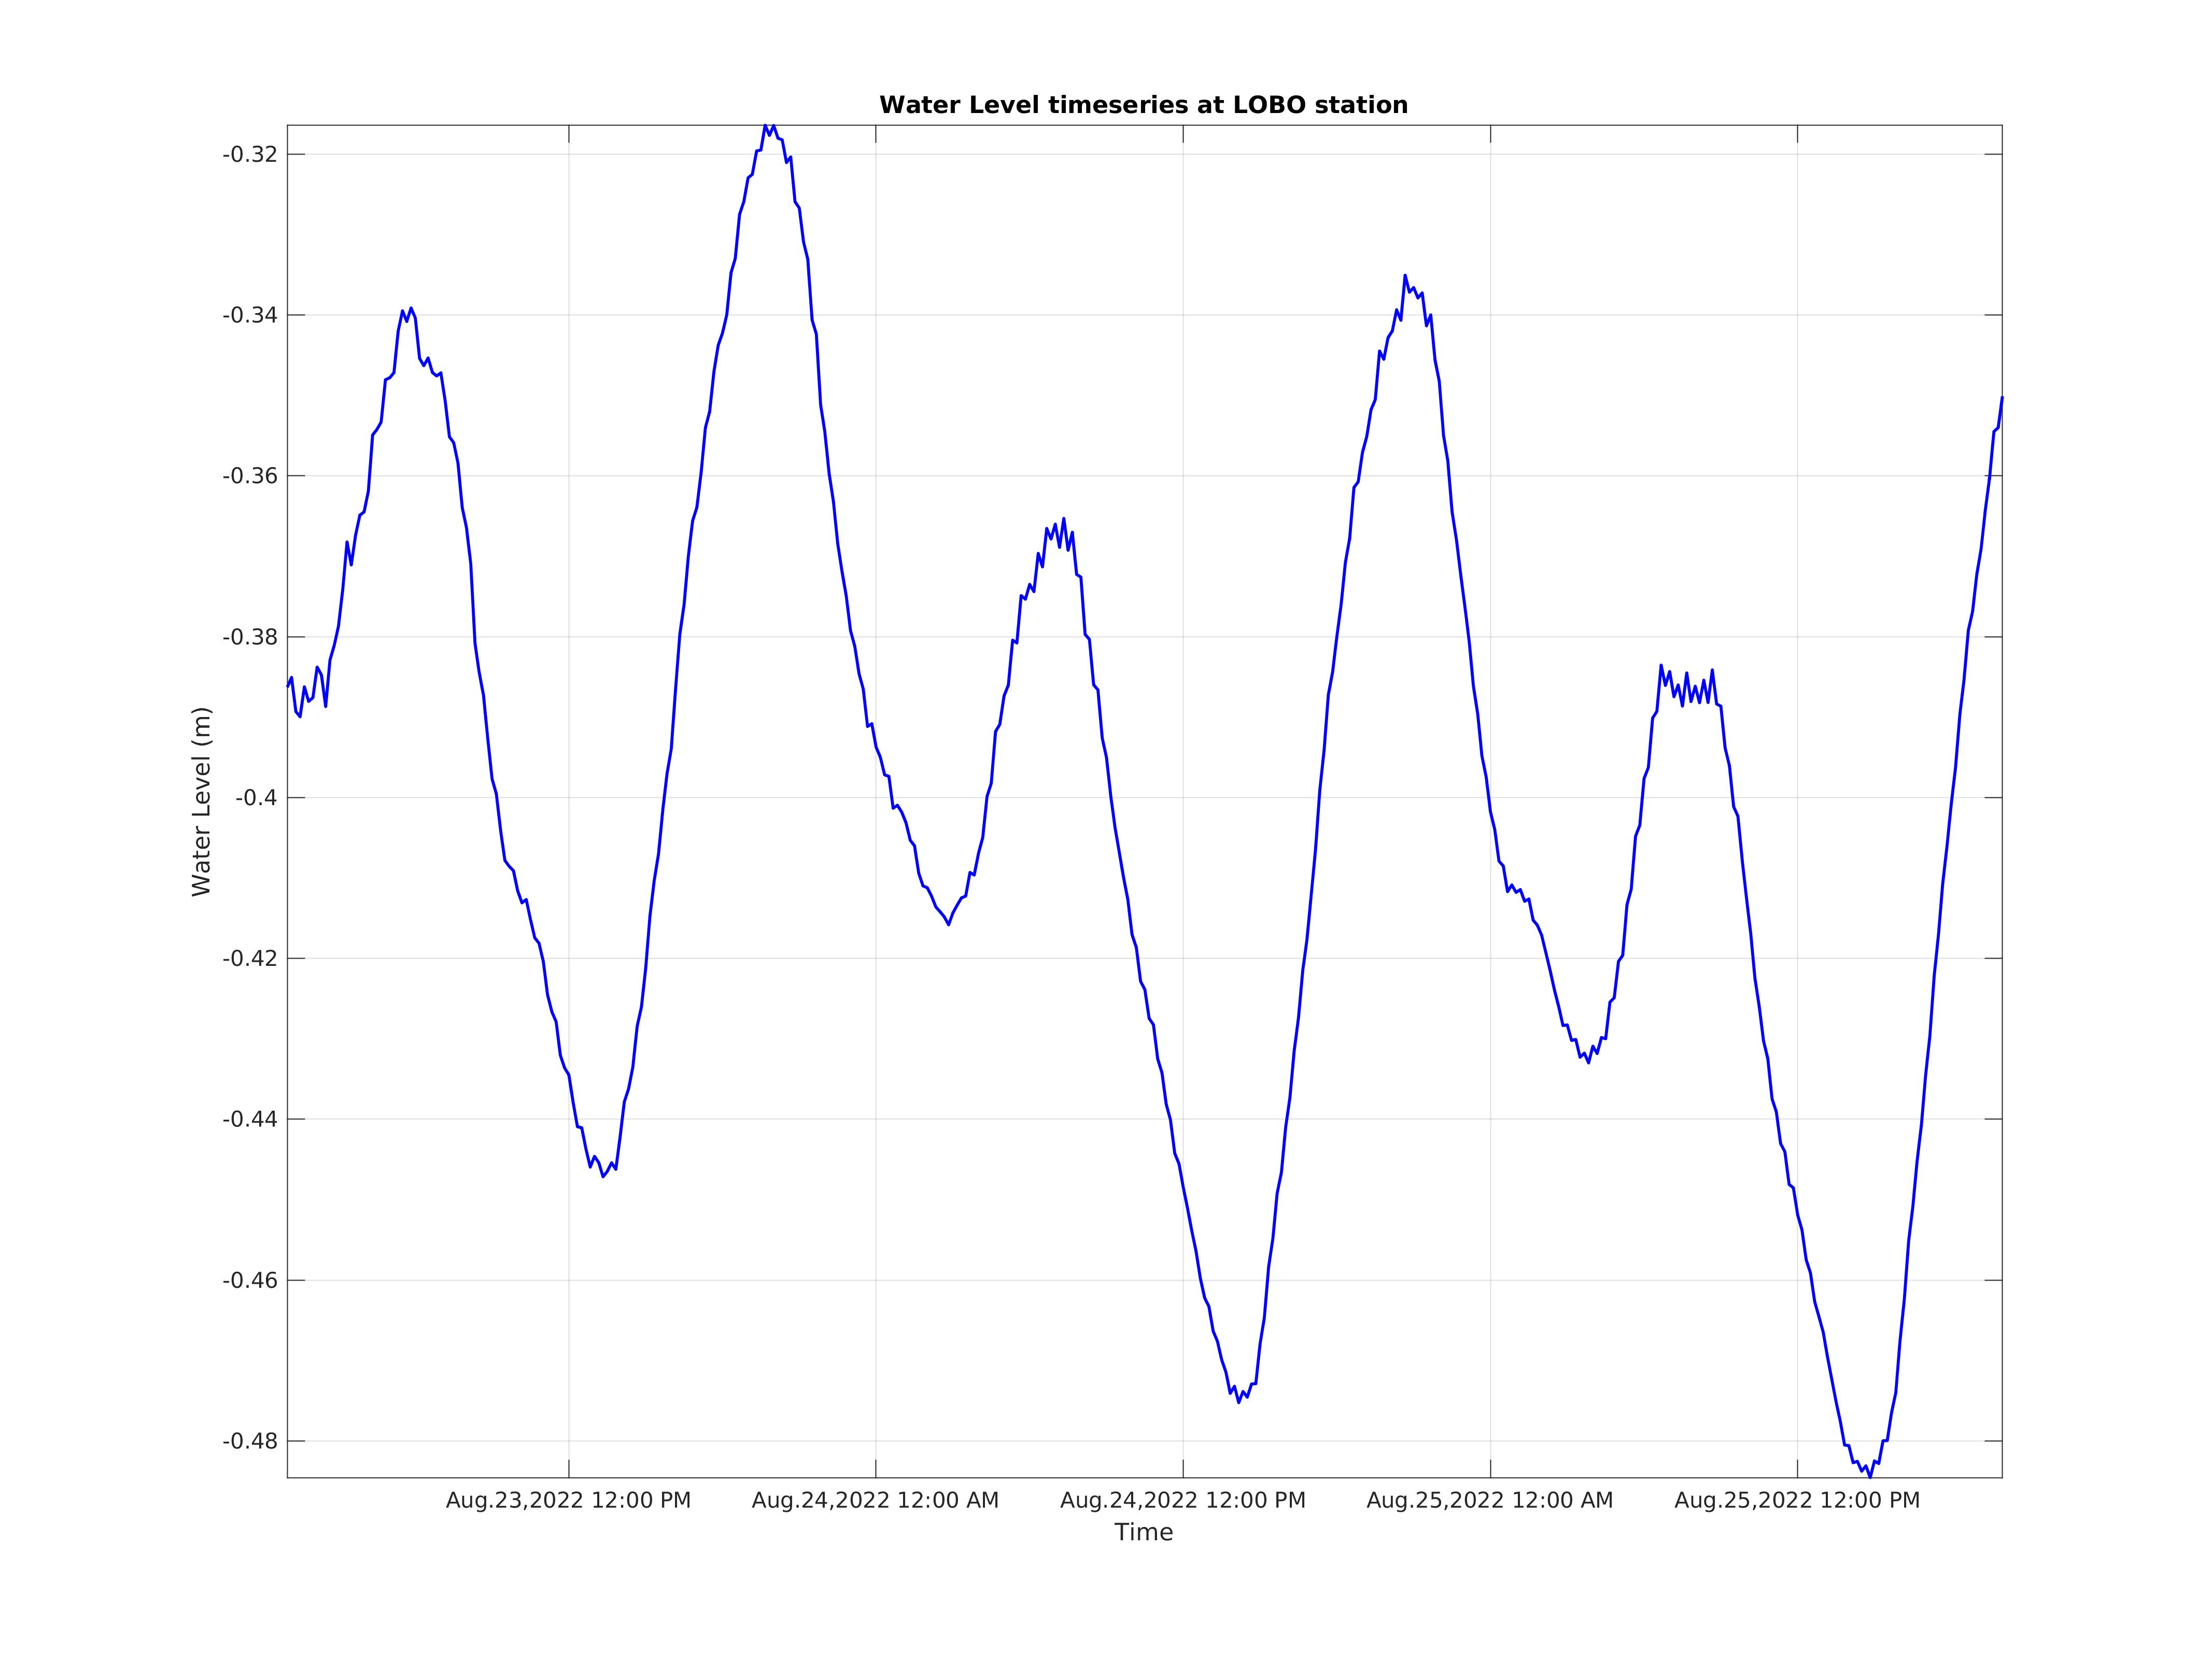 Water Level timeseries at LOBO station
-0.32
-0.34
-0.36
-0.38
-0.4
-0.42
-0.44
-0.46
-0.48
Water Level (m)
Aug.23,2022 12:00 PM
Aug.24,2022 12:00 AM
Aug.24,2022 12:00 PM
Aug.25,2022 12:00 AM
Aug.25,2022 12:00 PM
Time